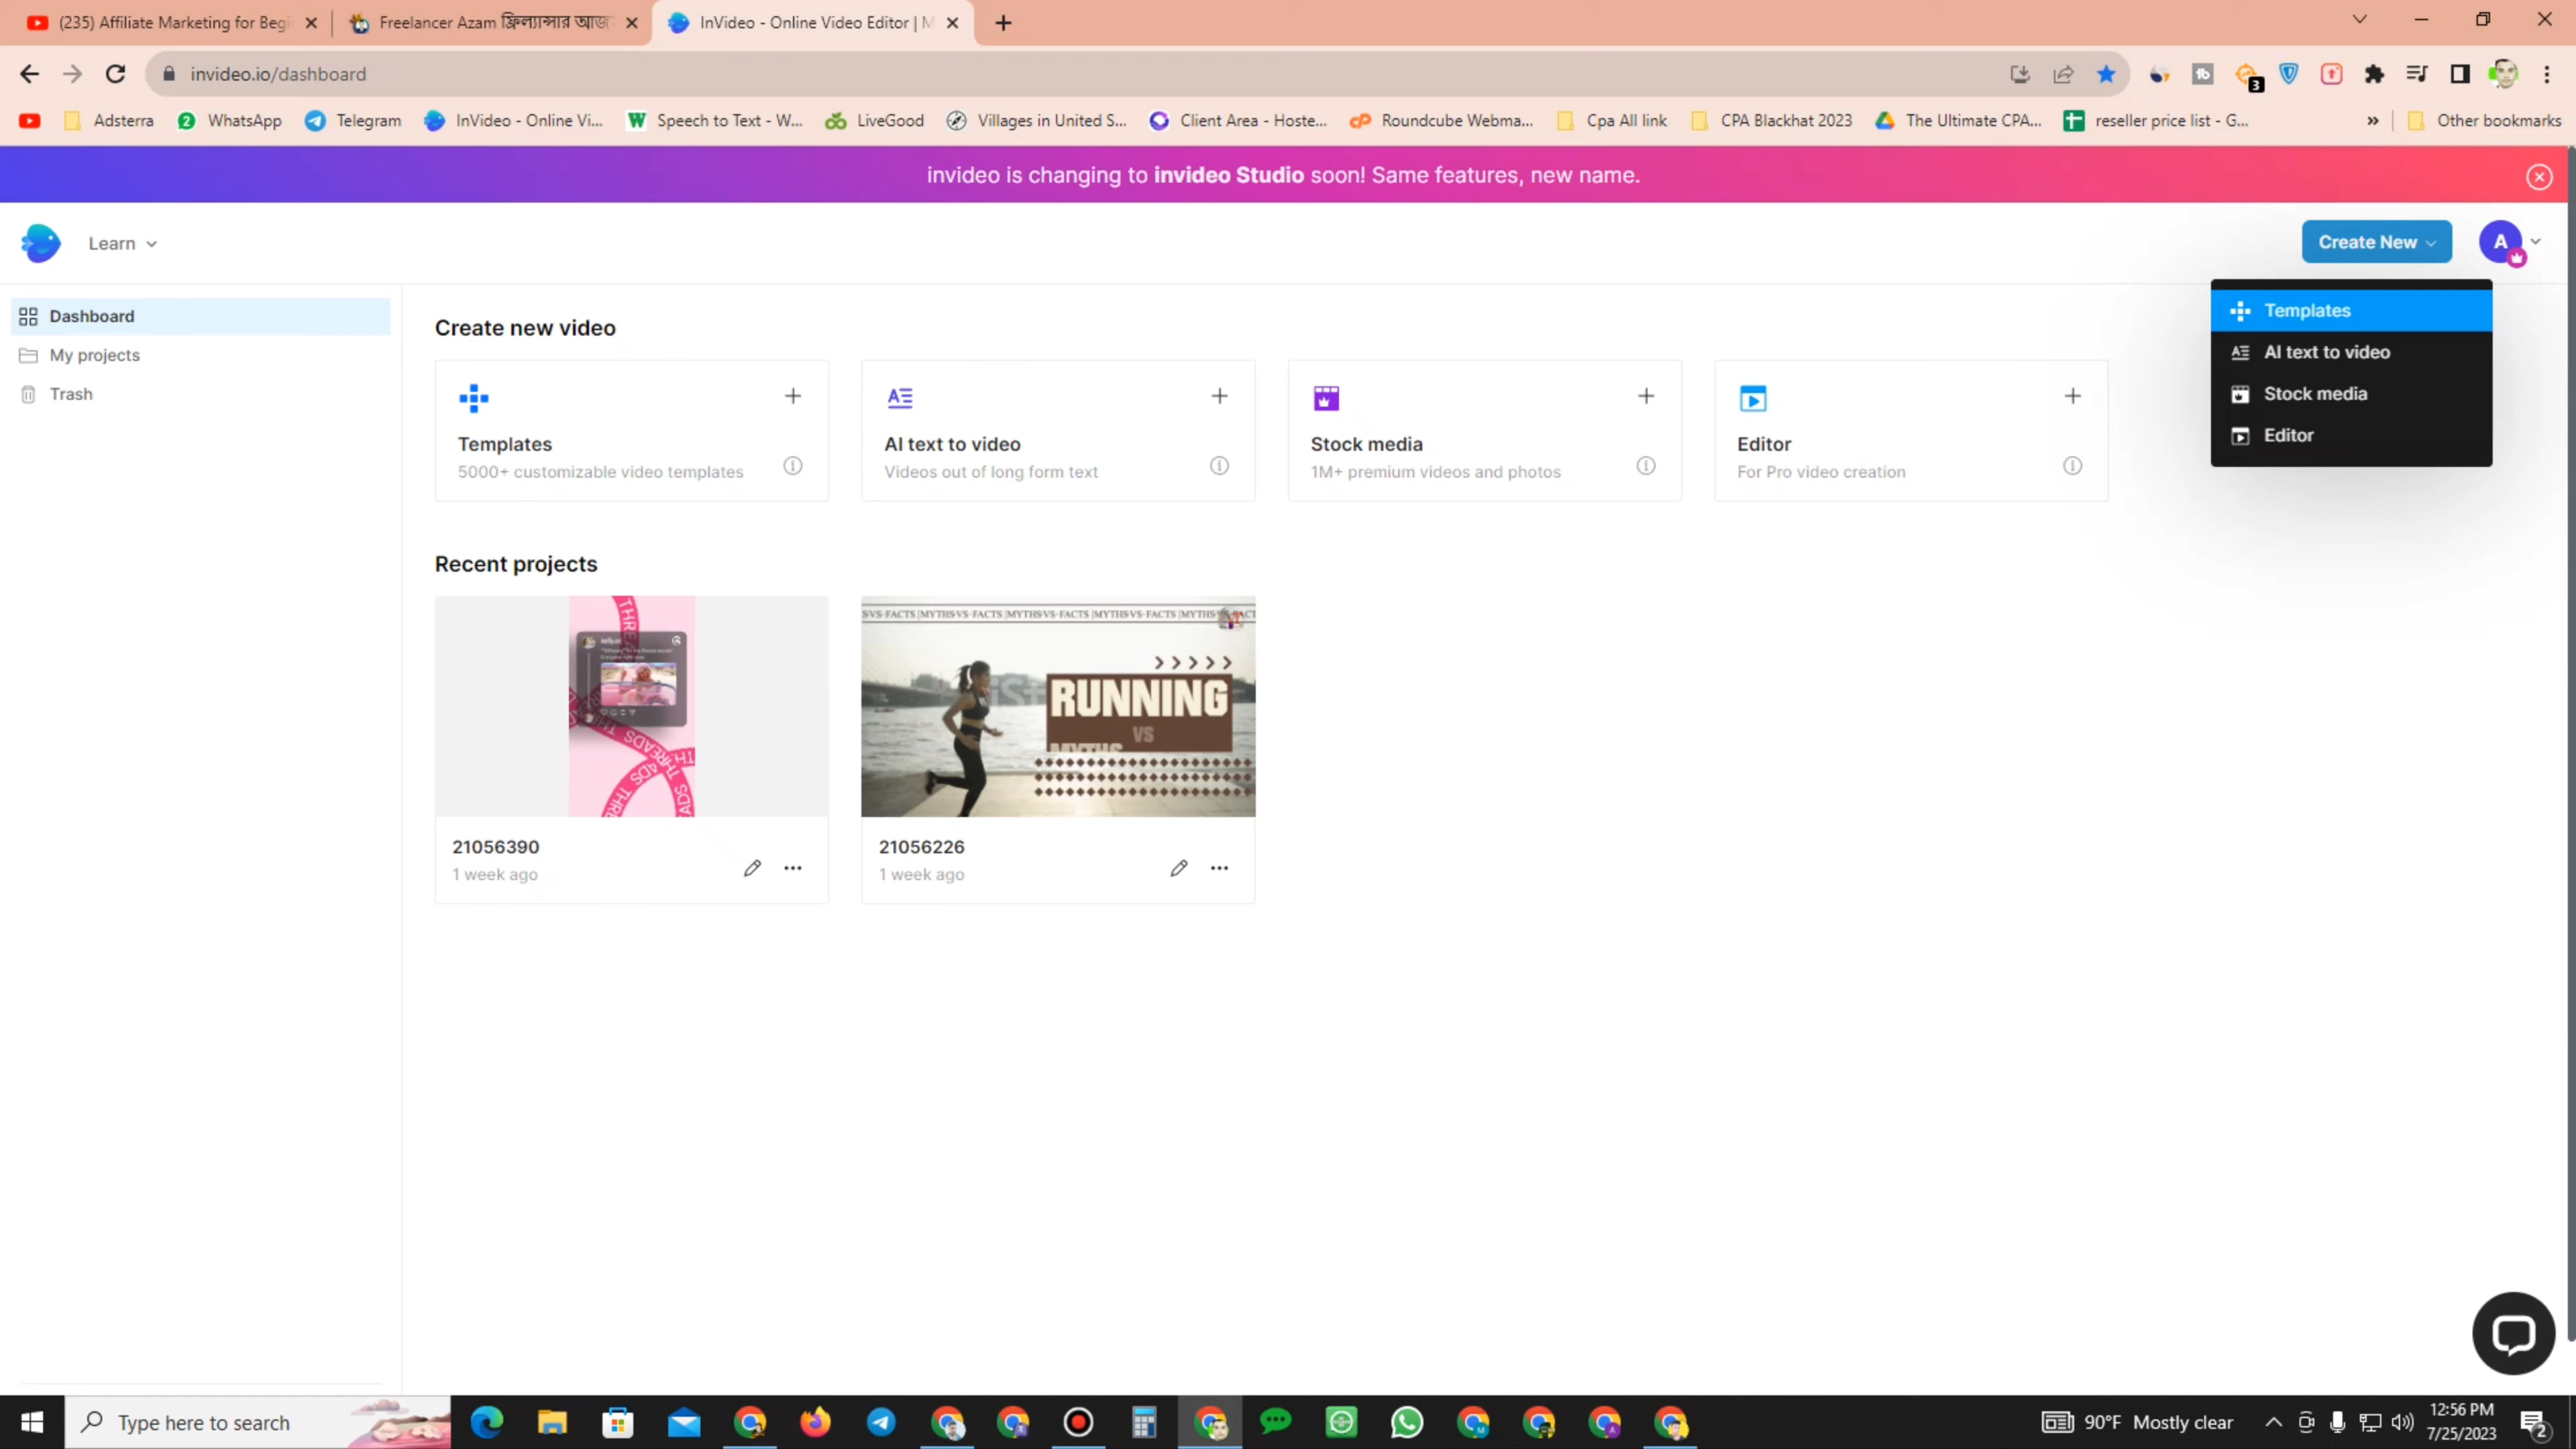 (235) Affiliate Marketing for Begi
Freelancer Azam ফ্রিল্যান্সার আজ
InVideo - Online Video Editor | M
invideo.io/dashboard
3
Adsterra
2 WhatsApp
Telegram
InVideo - Online Vi...
Speech to Text - W...
LiveGood
Villages in United S...
Client Area - Hoste...
Roundcube Webma...
Cpa All link
CPA Blackhat 2023
The Ultimate CPA...
reseller price list - G...
»
Other bookmarks
invideo is changing to invideo Studio soon! Same features, new name.
Learn
Create New
A
Dashboard
My projects
Trash
Templates
AI text to video
Stock media
Editor
Create new video
Templates
5000+ customizable video templates
AI text to video
Videos out of long form text
Stock media
1M+ premium videos and photos
Editor
For Pro video creation
Recent projects
THREADS THREADS
S-VS-FACTS |MYTHS-VS-FACTS |MYTHS-VS-FACTS |MYTHS-VS-FACTS |MYTHS
RUNNING
VS
MYTHS
21056390
1 week ago
21056226
1 week ago
Type here to search
90°F Mostly clear
12:56 PM
7/25/2023
2